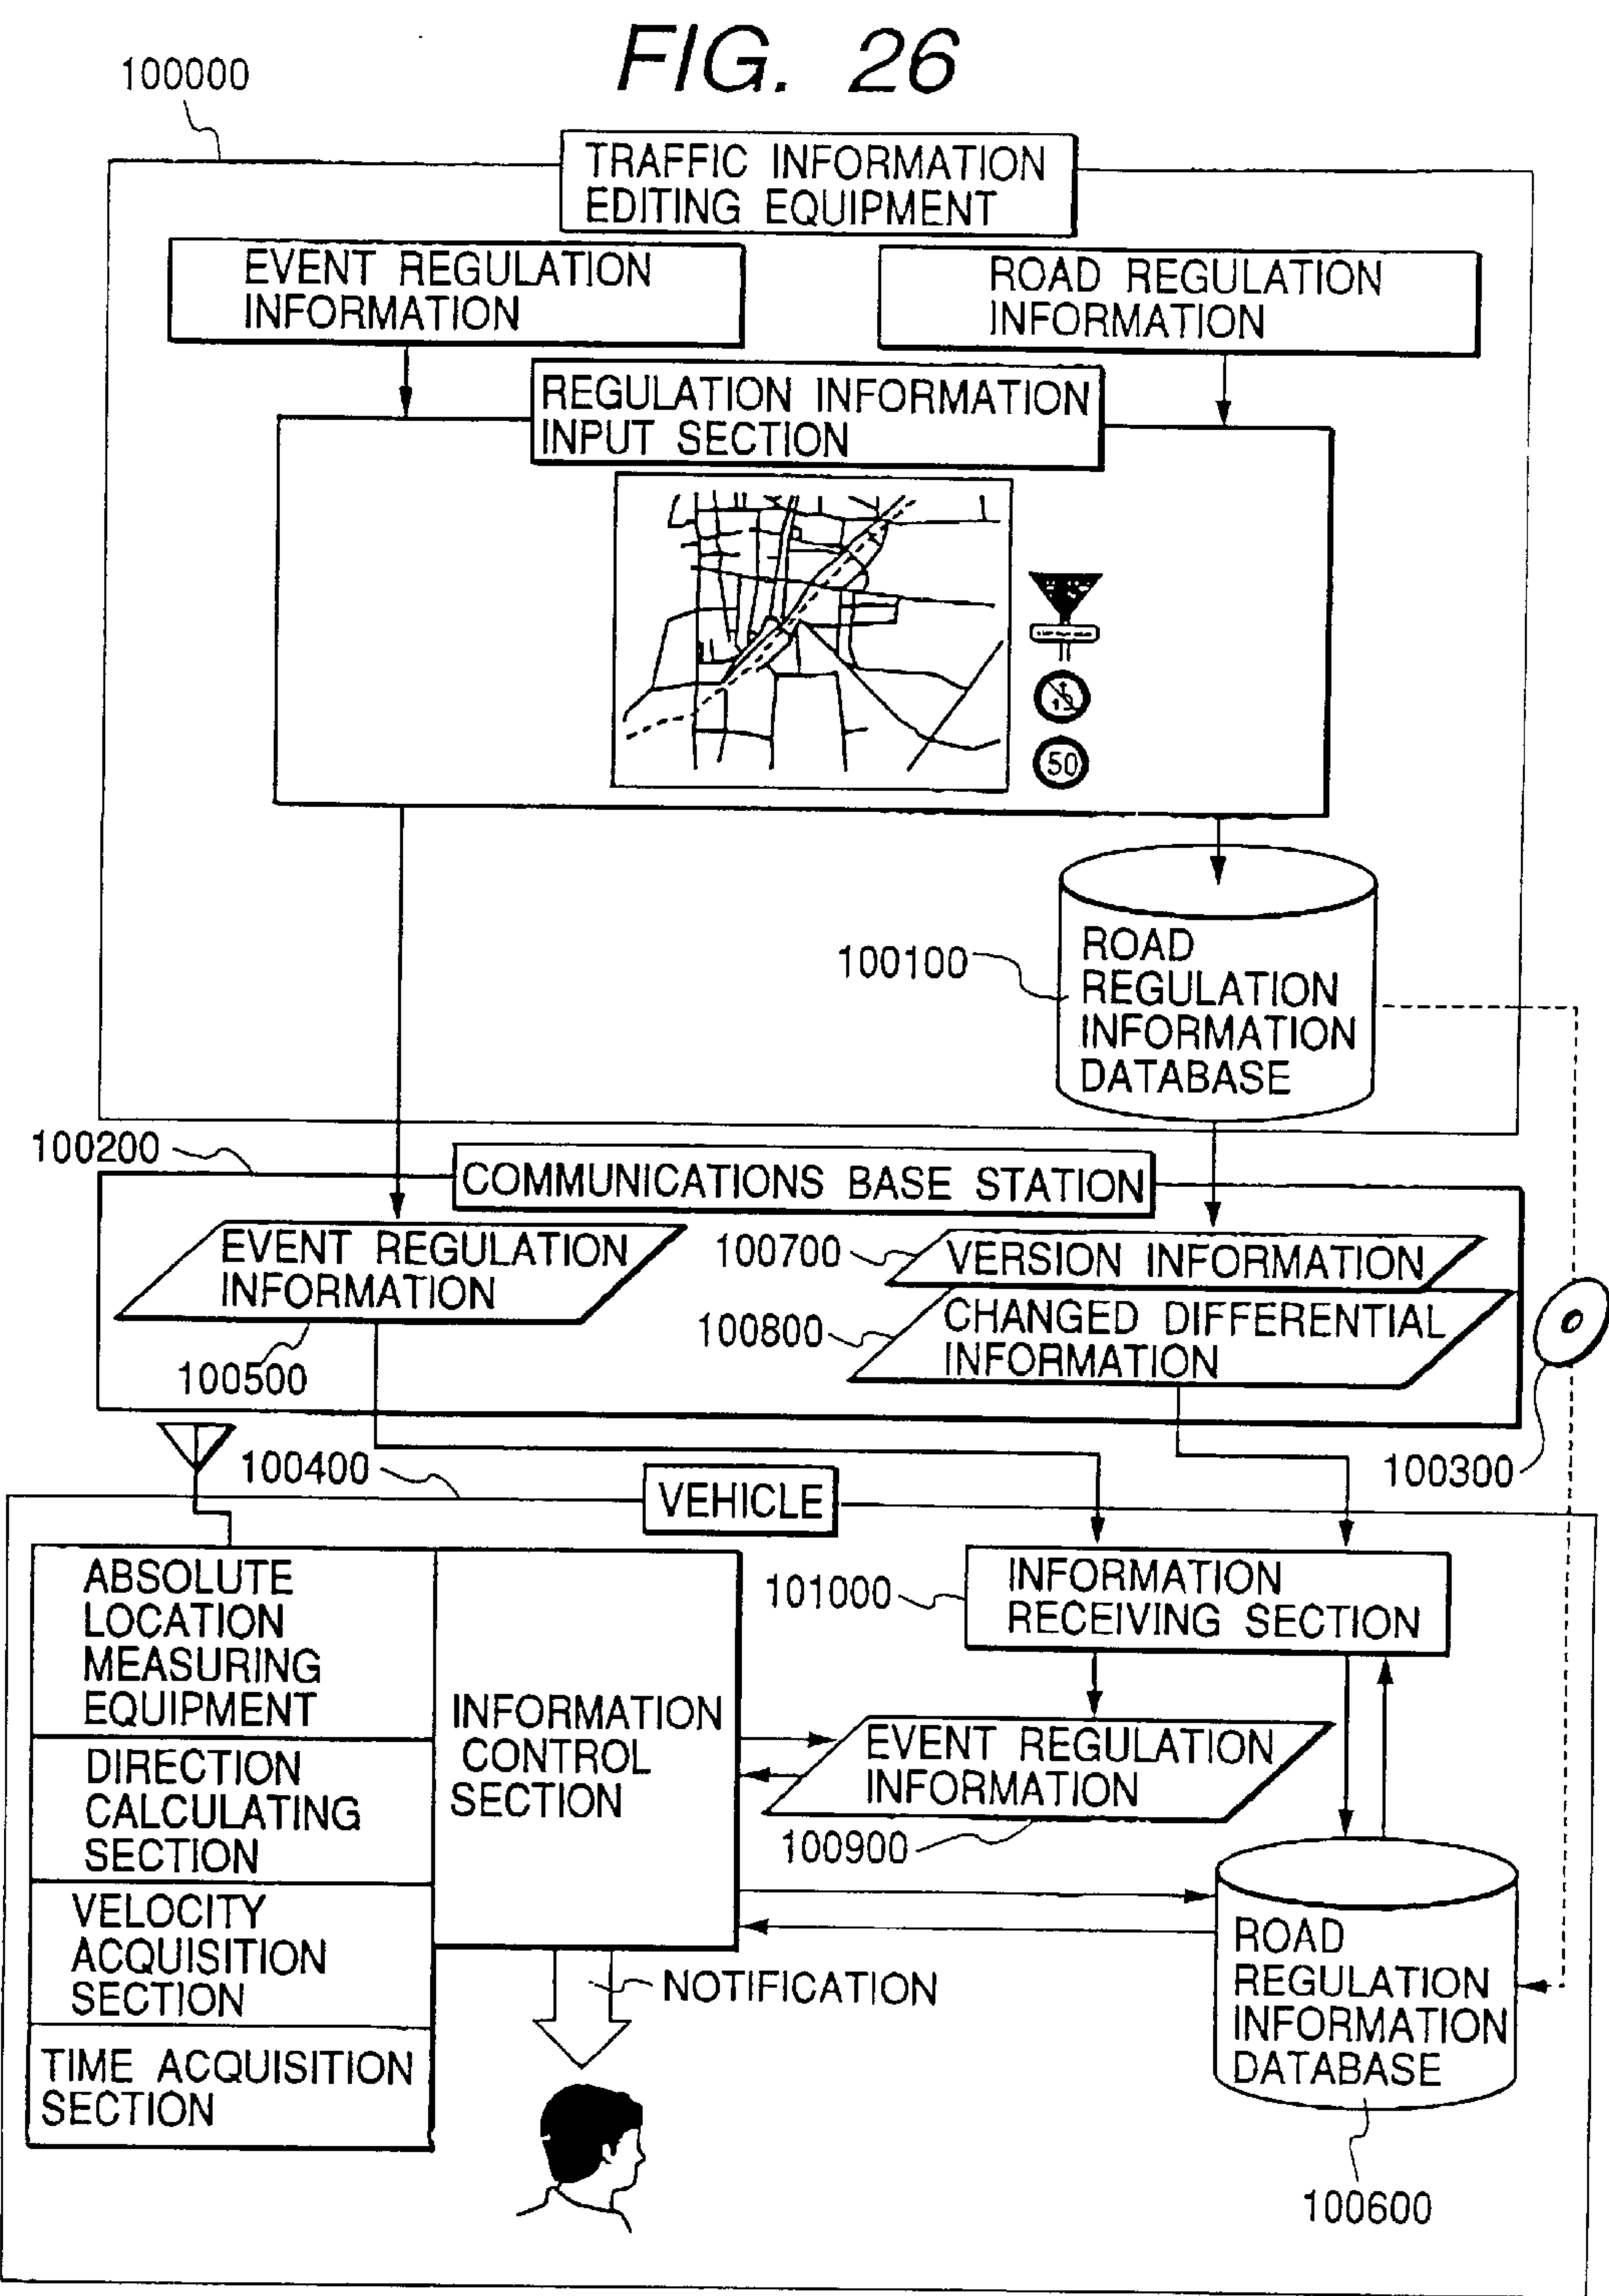 FIG. 26
100000
TRAFFIC INFORMATION
EDITING EQUIPMENT
EVENT REGULATION
INFORMATION
ROAD REGULATION
INFORMATION
REGULATION INFORMATION
INPUT SECTION
50
100100
ROAD
REGULATION
INFORMATION
DATABASE
100200
COMMUNICATIONS BASE STATION
EVENT REGULATION
INFORMATION
100500
100700
VERSION INFORMATION
100800
CHANGED DIFFERENTIAL
INFORMATION
100300
100400
VEHICLE
ABSOLUTE
LOCATION
MEASURING
EQUIPMENT
DIRECTION
CALCULATING
SECTION
VELOCITY
ACQUISITION
SECTION
TIME ACQUISITION
SECTION
INFORMATION
CONTROL
SECTION
101000
INFORMATION
RECEIVING SECTION
EVENT REGULATION
INFORMATION
100900
NOTIFICATION
ROAD
REGULATION
INFORMATION
DATABASE
100600